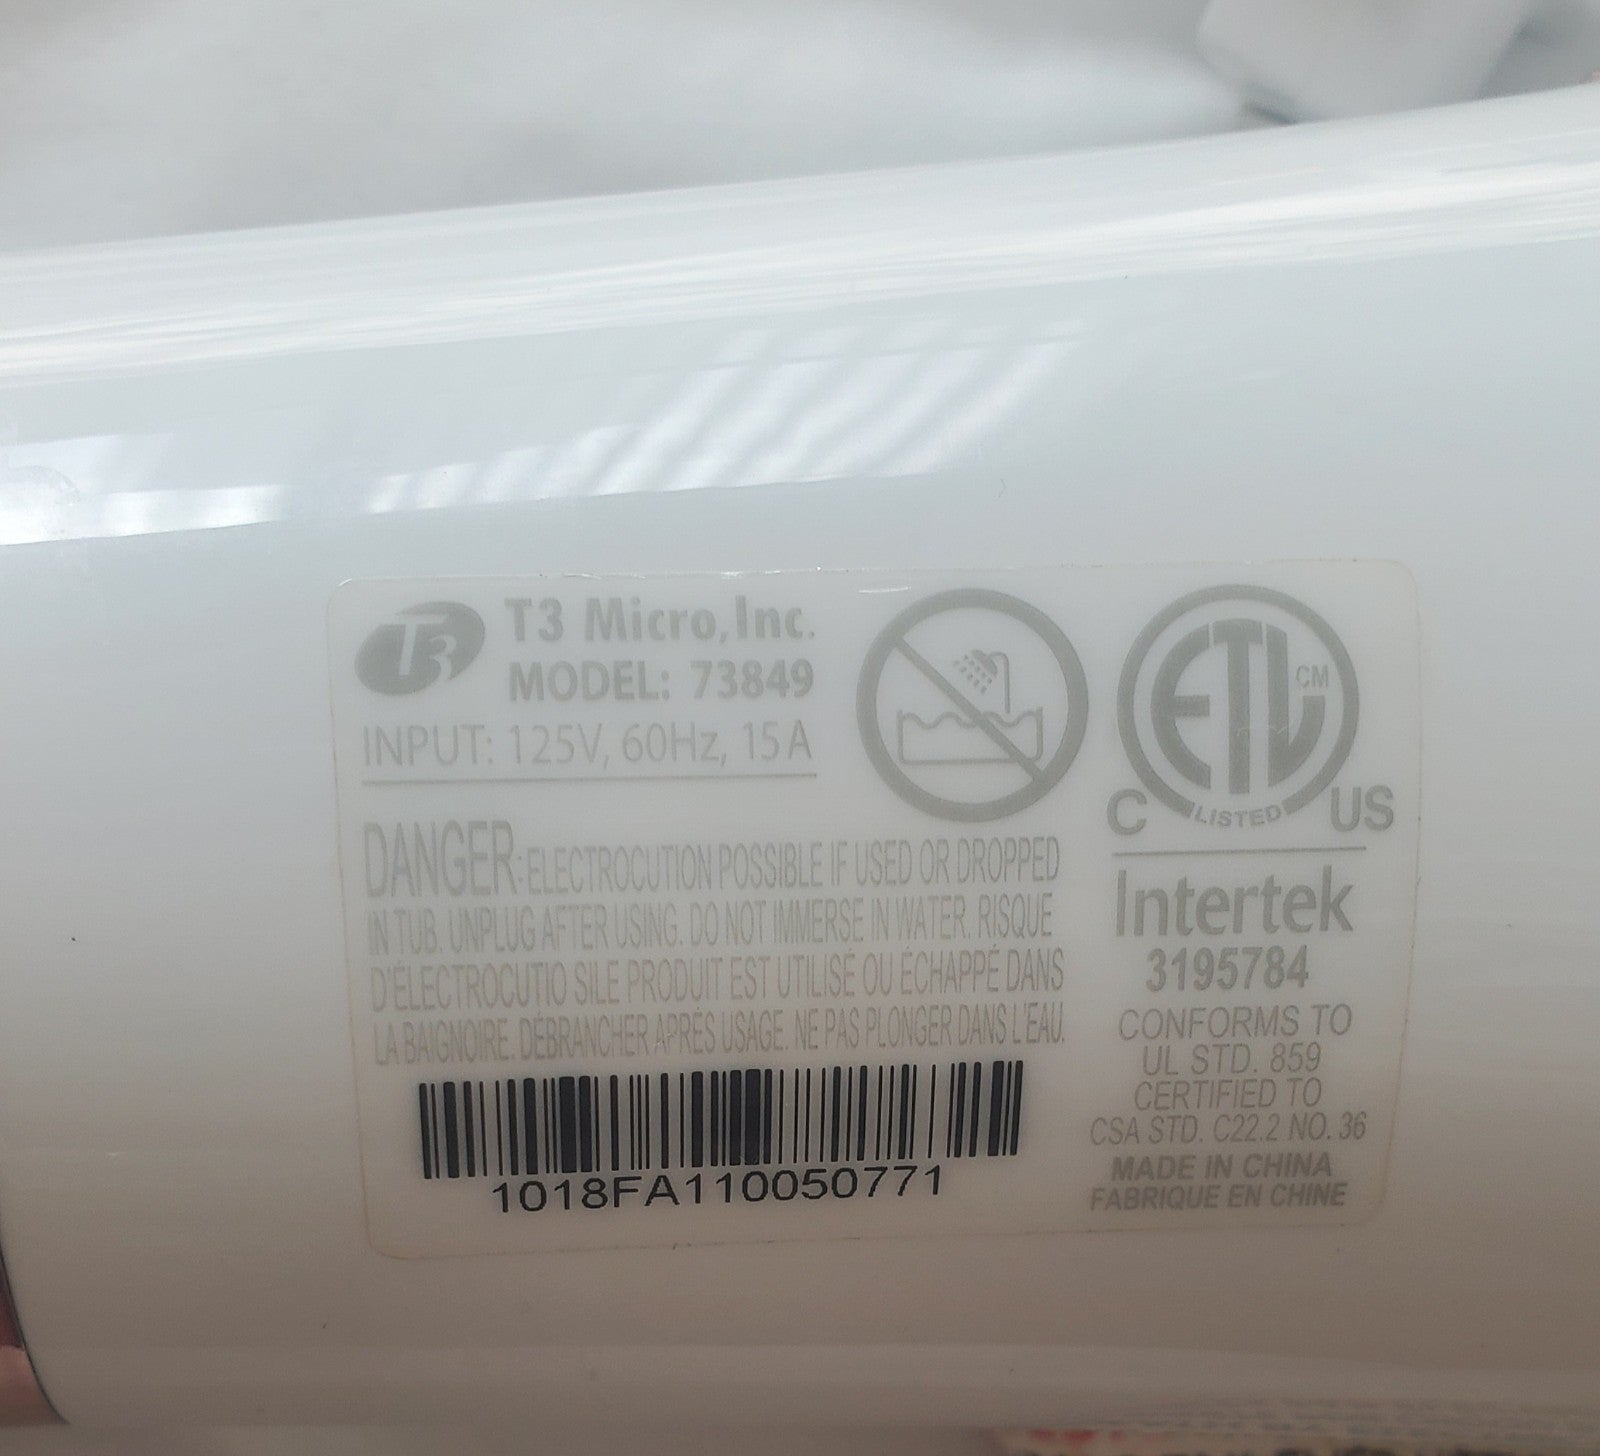 T3
T3 Micro, Inc.
MODEL: 73849
INPUT: 125V, 60Hz, 15A
DANGER: ELECTROCUTION POSSIBLE IF USED OR DROPPED
IN TUB. UNPLUG AFTER USING. DO NOT IMMERSE IN WATER. RISQUE
D'ÉLECTROCUTIO SILE PRODUIT EST UTILISÉ OU ÉCHAPPÉ DANS
LA BAIGNOIRE. DÉBRANCHER APRÉS USAGE. NE PAS PLONGER DANS L'EAU.
1018FA110050771
ETL CM
C LISTED US
Intertek
3195784
CONFORMS TO
UL STD. 859
CERTIFIED TO
CSA STD. C22.2 NO. 36
MADE IN CHINA
FABRIQUE EN CHINE